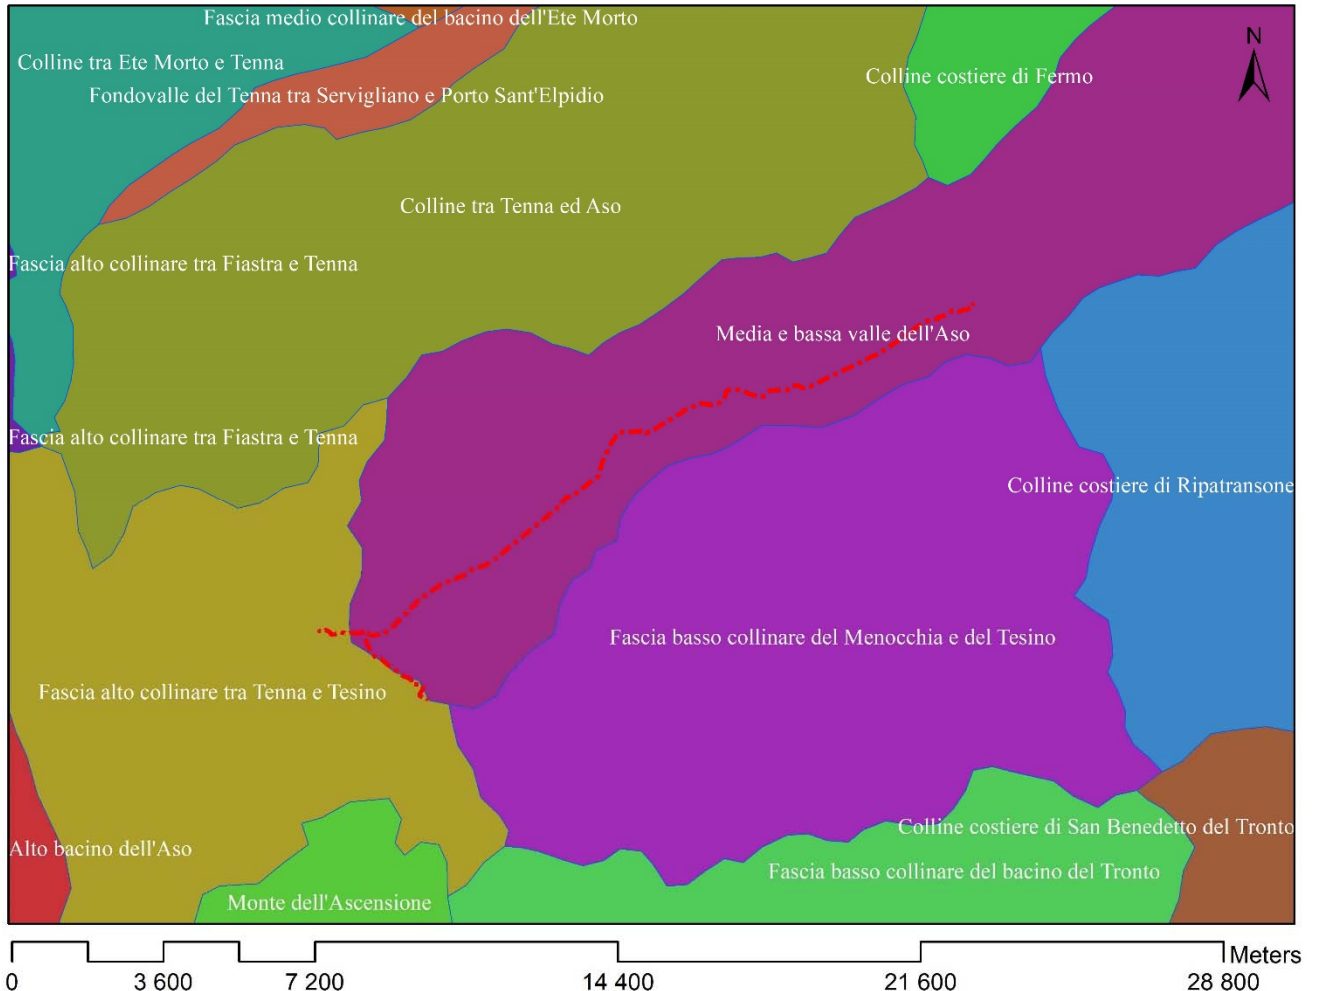 Fascia medio collinare del bacino dell'Ete Morto
N
Colline tra Ete Morto e Tenna
Colline costiere di Fermo
Fondovalle del Tenna tra Servigliano e Porto Sant'Elpidio
Colline tra Tenna ed Aso
Fascia alto collinare tra Fiastra e Tenna
Media e bassa valle dell'Aso
Fascia alto collinare tra Fiastra e Tenna
Colline costiere di Ripatransone
Fascia basso collinare del Menocchia e del Tesino
Fascia alto collinare tra Tenna e Tesino
Colline costiere di San Benedetto del Tronto
Alto bacino dell'Aso
Fascia basso collinare del bacino del Tronto
Monte dell'Ascensione
Meters
0 3 600 7 200 14 400 21 600 28 800